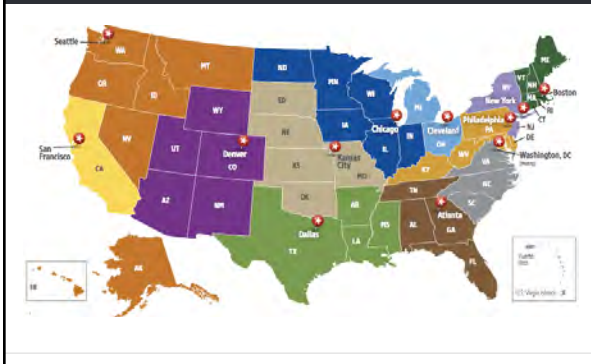 Seattle
WA
MT
ND
MN
ME
OR
ID
WY
SD
WI
MI
VT
NH
MA
NY
Boston
RI
CT
New York
San Francisco
NV
UT
Denver
CO
NE
IA
Chicago
IL
IN
Cleveland
OH
Philadelphia
PA
NJ
DE
CA
KS
Kansas City
MO
KY
WV
VA
Washington, DC
AZ
NM
OK
AR
TN
NC
SC
Dallas
TX
LA
MS
AL
Atlanta
GA
FL
AK
HI
Puerto
U.S. Virgin Islands